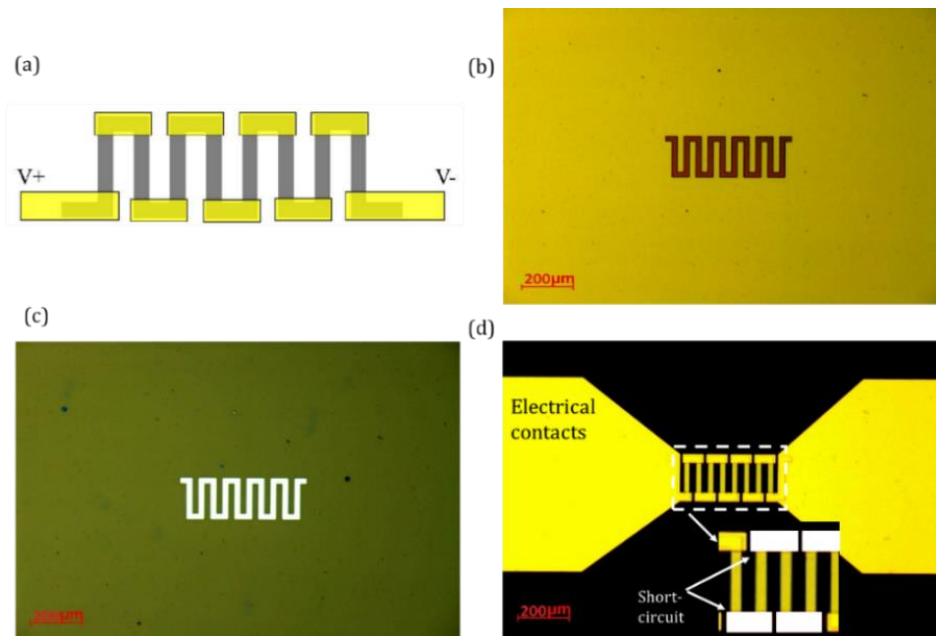 (a)
V+
V-
(b)
200μm
(c)
200μm
(d)
Electrical
contacts
Short-
circuit
200μm